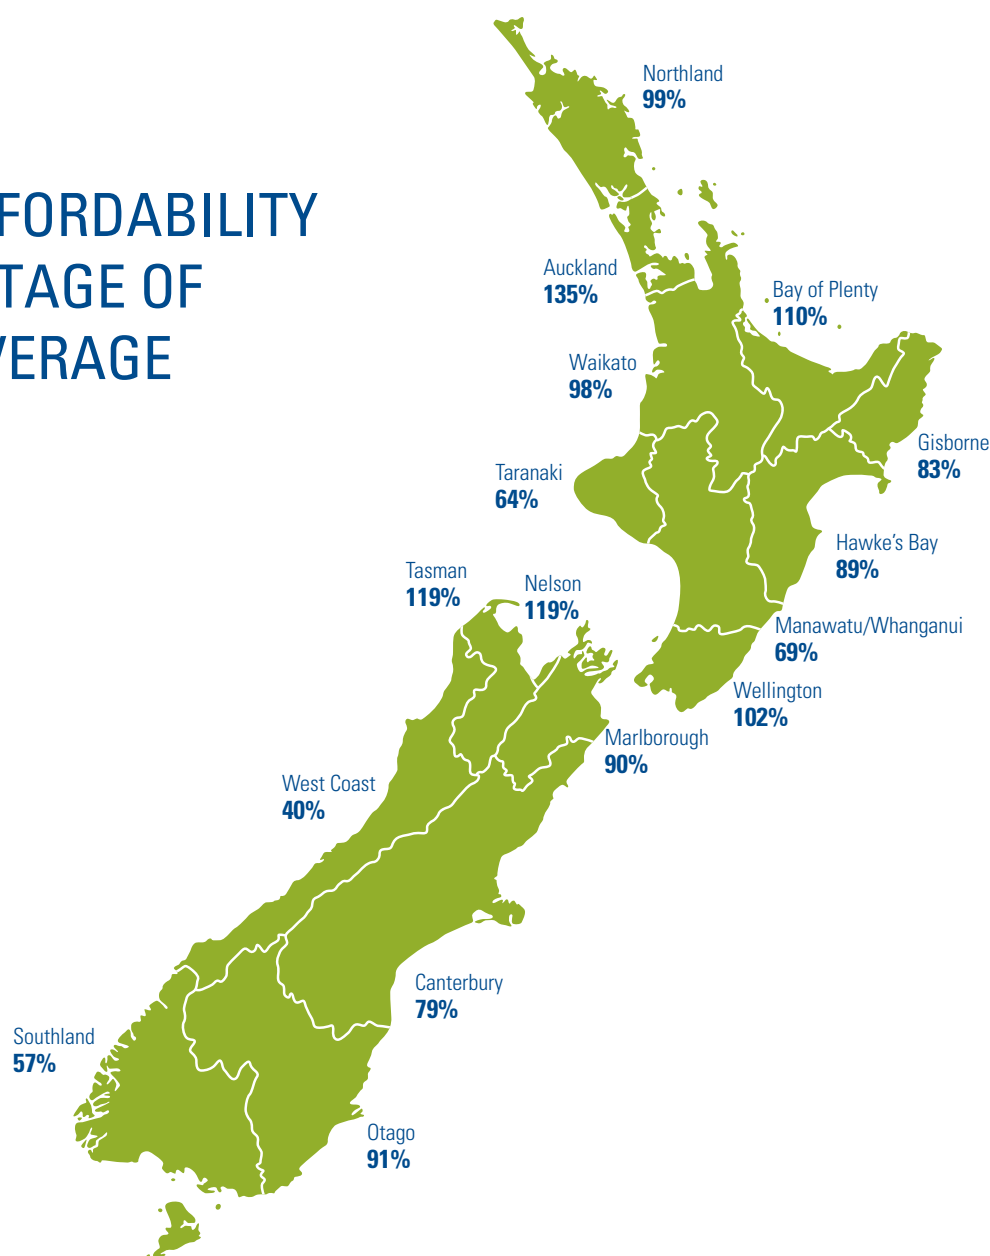 FFORDABILITY
TAGE OF
VERAGE
Northland
99%
Auckland
135%
Bay of Plenty
110%
Waikato
98%
Gisborne
83%
Taranaki
64%
Hawke's Bay
89%
Tasman
119%
Nelson
119%
Manawatu/Whanganui
69%
Wellington
102%
Marlborough
90%
West Coast
40%
Canterbury
79%
Southland
57%
Otago
91%